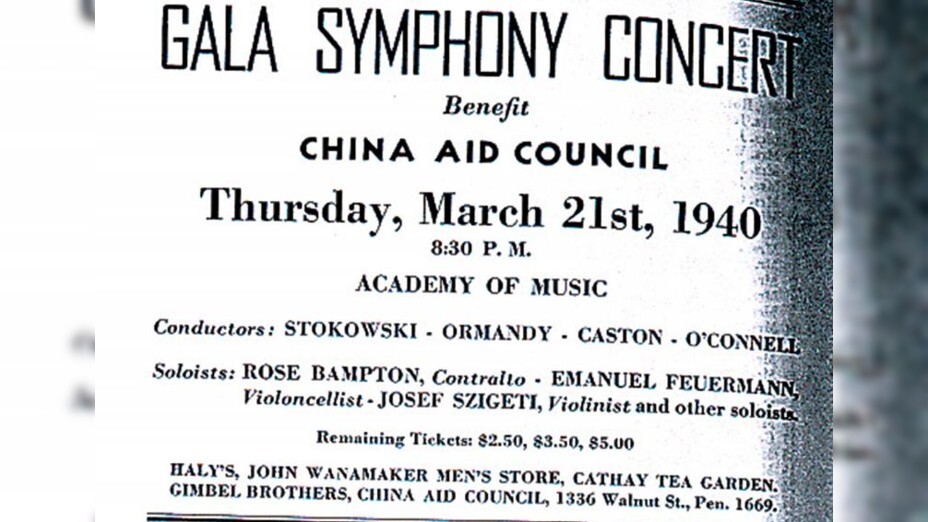 GALA SYMPHONY CONCERT
Benefit
CHINA AID COUNCIL
Thursday, March 21st, 1940
8:30 P. M.
ACADEMY OF MUSIC
Conductors: STOKOWSKI - ORMANDY - CASTON - O'CONNELL
Soloists: ROSE BAMPTON, Contralto - EMANUEL FEUERMANN,
Violoncellist - JOSEF SZIGETI, Violinist and other soloists.
Remaining Tickets: $2.50, $3.50, $5.00
HALY'S, JOHN WANAMAKER MEN'S STORE, CATHAY TEA GARDEN.
GIMBEL BROTHERS, CHINA AID COUNCIL, 1336 Walnut St., Pen. 1669.